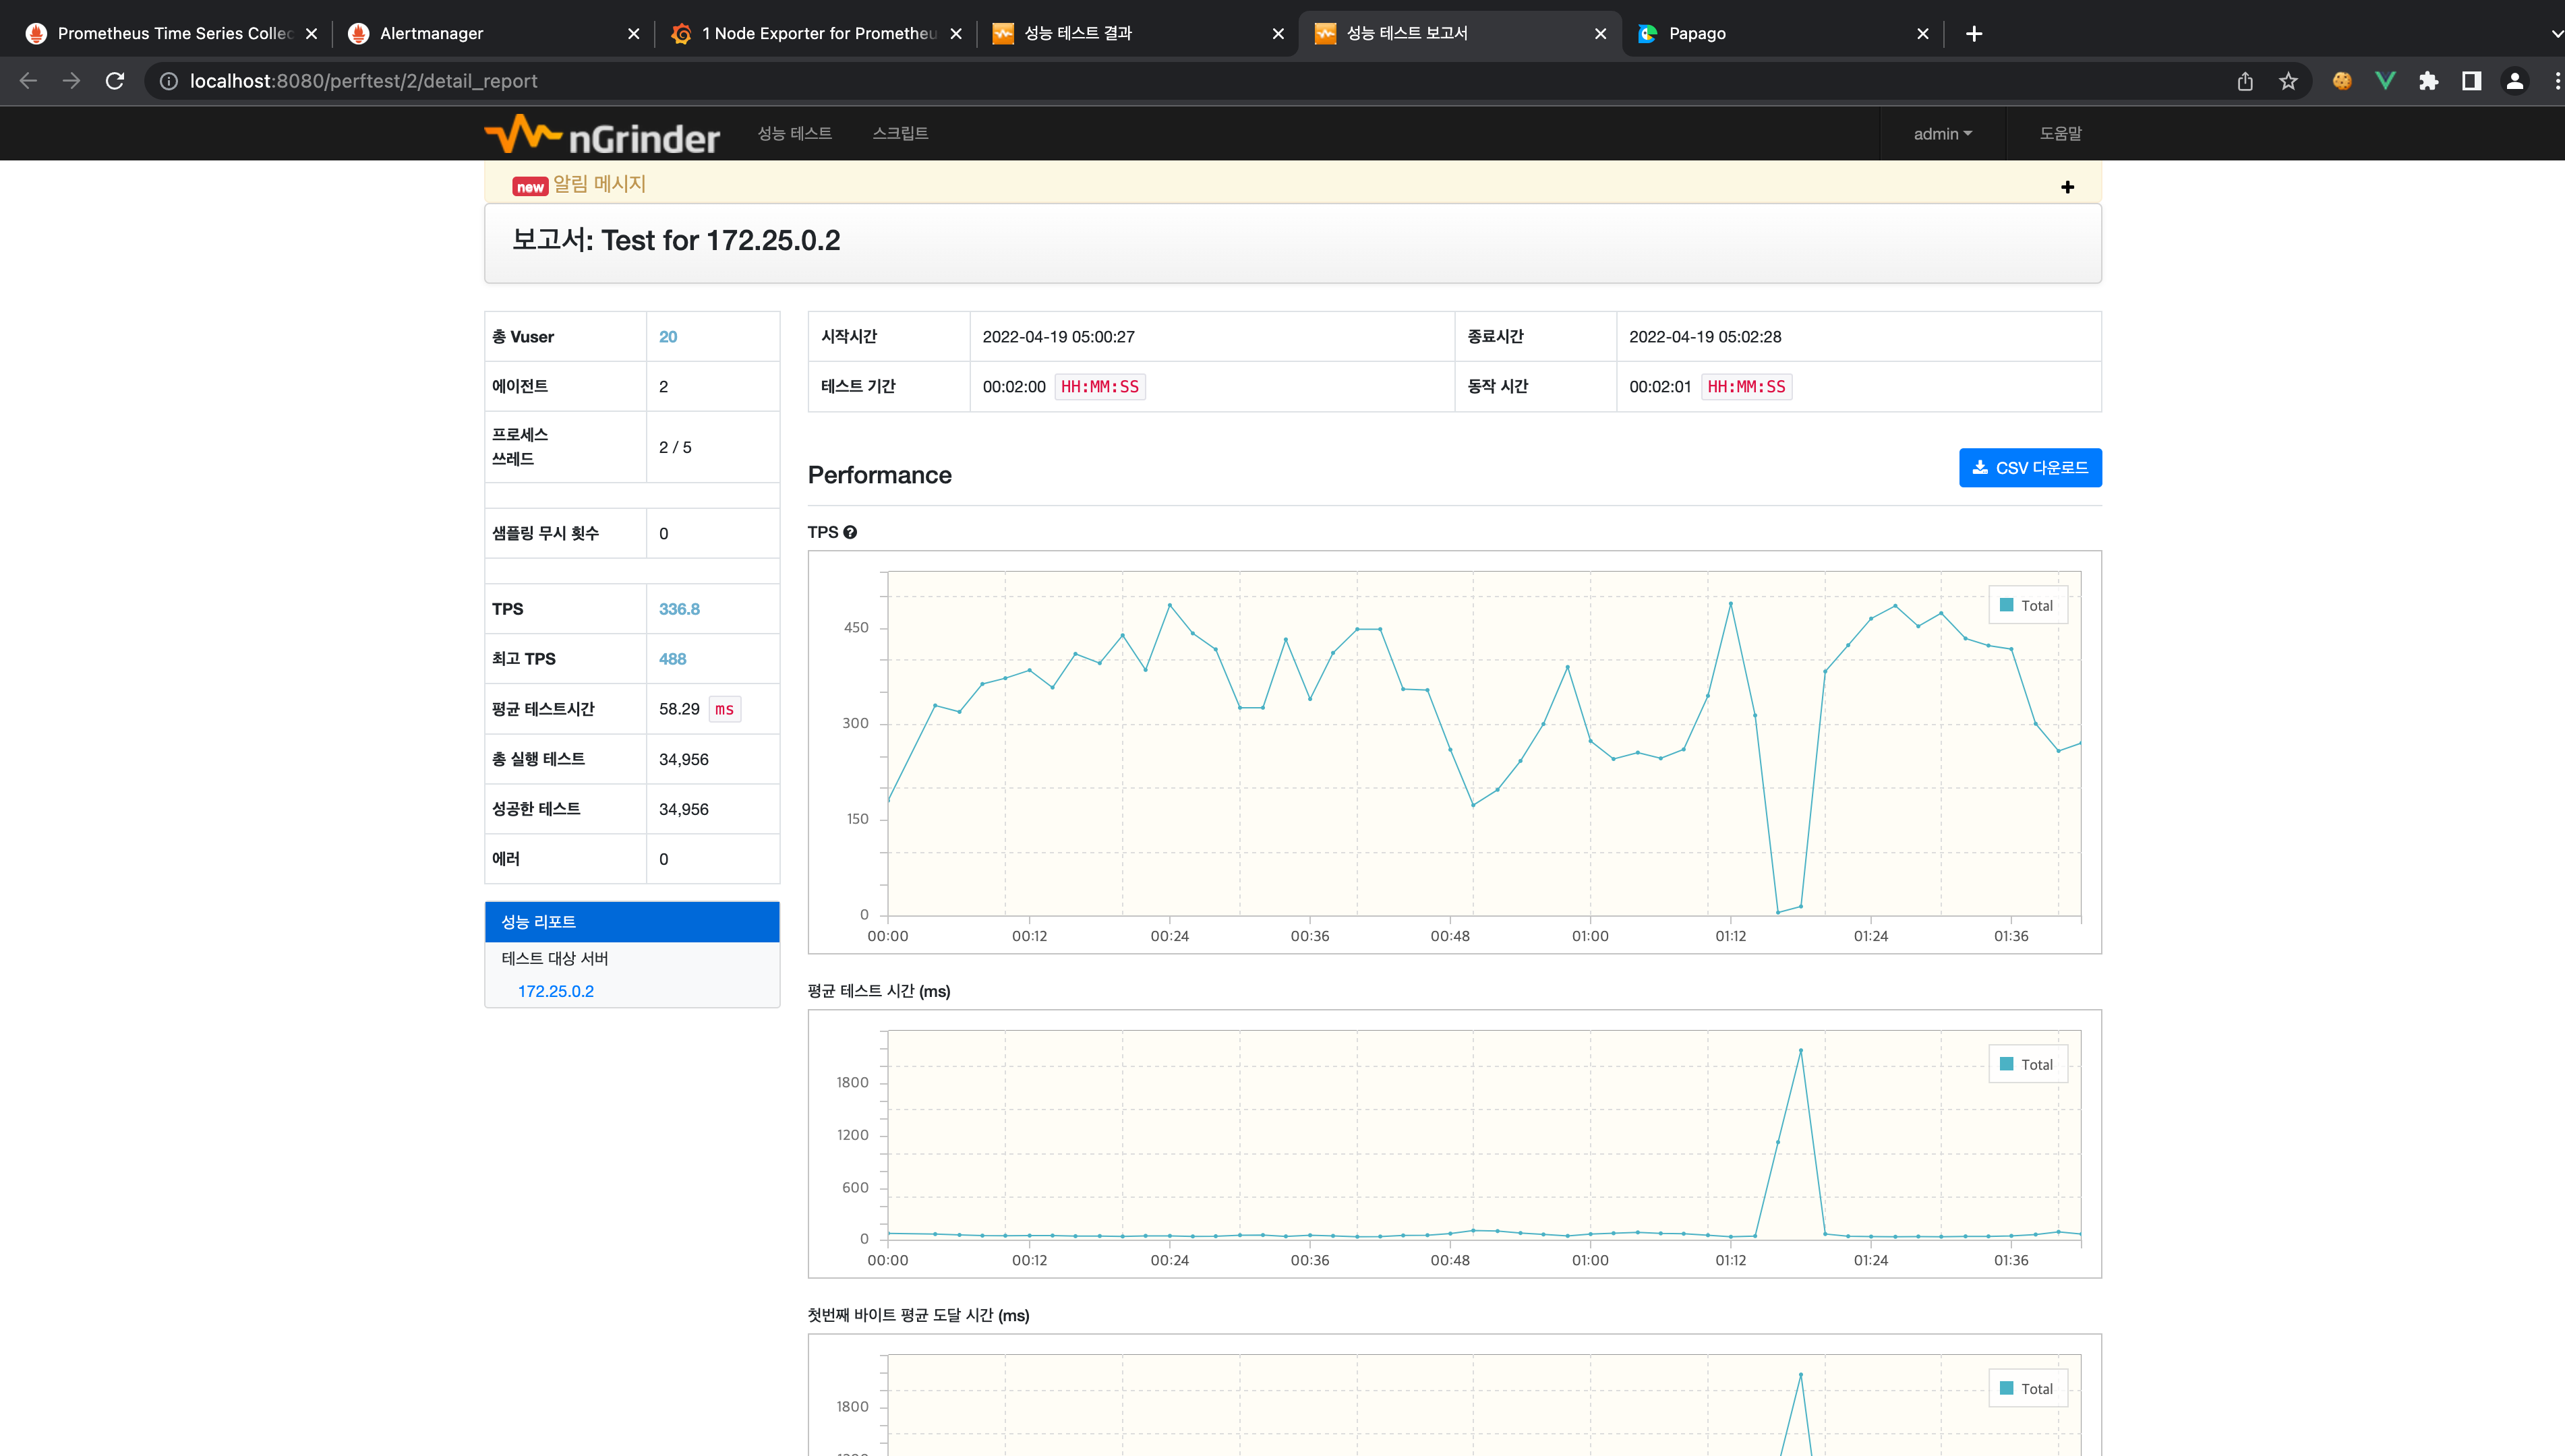 Prometheus Time Series Collec
Alertmanager
1 Node Exporter for Prometheu
성능 테스트 결과
성능 테스트 보고서
Papago
localhost:8080/perftest/2/detail_report
nGrinder
성능 테스트
스크립트
admin
도움말
new 알림 메시지
보고서: Test for 172.25.0.2
총 Vuser 20
에이전트 2
프로세스
쓰레드
2 / 5
샘플링 무시 횟수 0
TPS 336.8
최고 TPS 488
평균 테스트시간 58.29 ms
총 실행 테스트 34,956
성공한 테스트 34,956
에러 0
성능 리포트
테스트 대상 서버
172.25.0.2
시작시간 2022-04-19 05:00:27 종료시간 2022-04-19 05:02:28
테스트 기간 00:02:00 HH:MM:SS 동작 시간 00:02:01 HH:MM:SS
Performance
CSV 다운로드
TPS
Total
450
300
150
0
00:00 00:12 00:24 00:36 00:48 01:00 01:12 01:24 01:36
평균 테스트 시간 (ms)
Total
1800
1200
600
0
00:00 00:12 00:24 00:36 00:48 01:00 01:12 01:24 01:36
첫번째 바이트 평균 도달 시간 (ms)
Total
1800